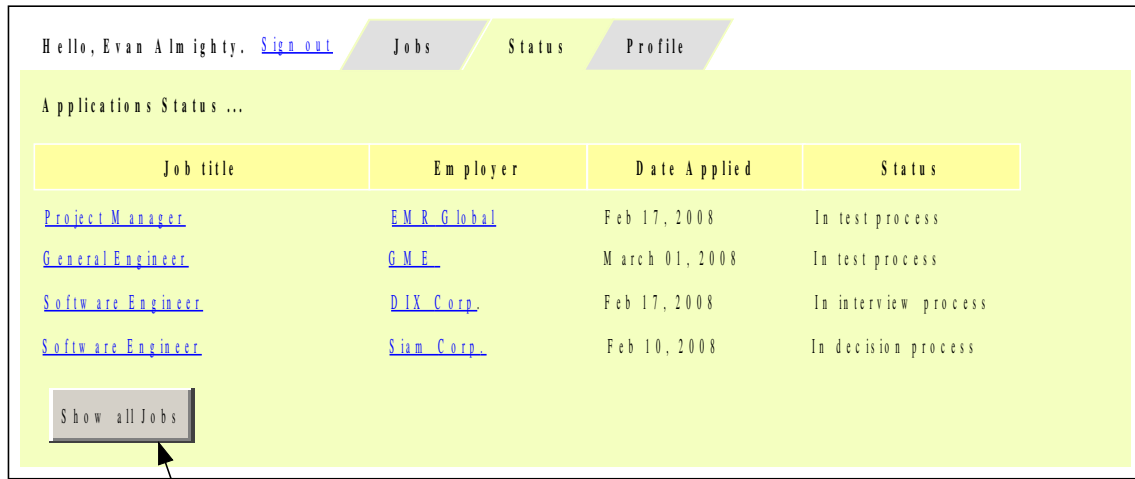 Hello, Evan Almighty. Sign out Jobs Status Profile
Applications Status ...
Job title Employer Date Applied Status
Project Manager EMR Global Feb 17, 2008 In test process
General Engineer GME March 01, 2008 In test process
Software Engineer DIX Corp. Feb 17, 2008 In interview process
Software Engineer Siam Corp. Feb 10, 2008 In decision process
Show all Jobs